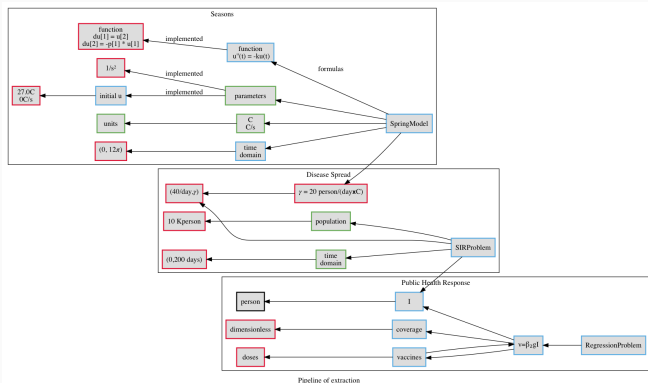 Seasons
function
du[1] = u[2]
du[2] = -p[1] * u[1]
implemented
function
u''(t) = -ku(t)
formulas
1/s²
implemented
27.0C
0C/s
initial u
implemented
parameters
units
C
C/s
SpringModel
(0, 12π)
time
domain
Disease Spread
(40/day,γ)
γ = 20 person/(day×C)
10 Kperson
population
SIRProblem
(0,200 days)
time
domain
Public Health Response
person
I
dimensionless
coverage
v=β₂gI
RegressionProblem
doses
vaccines
Pipeline of extraction